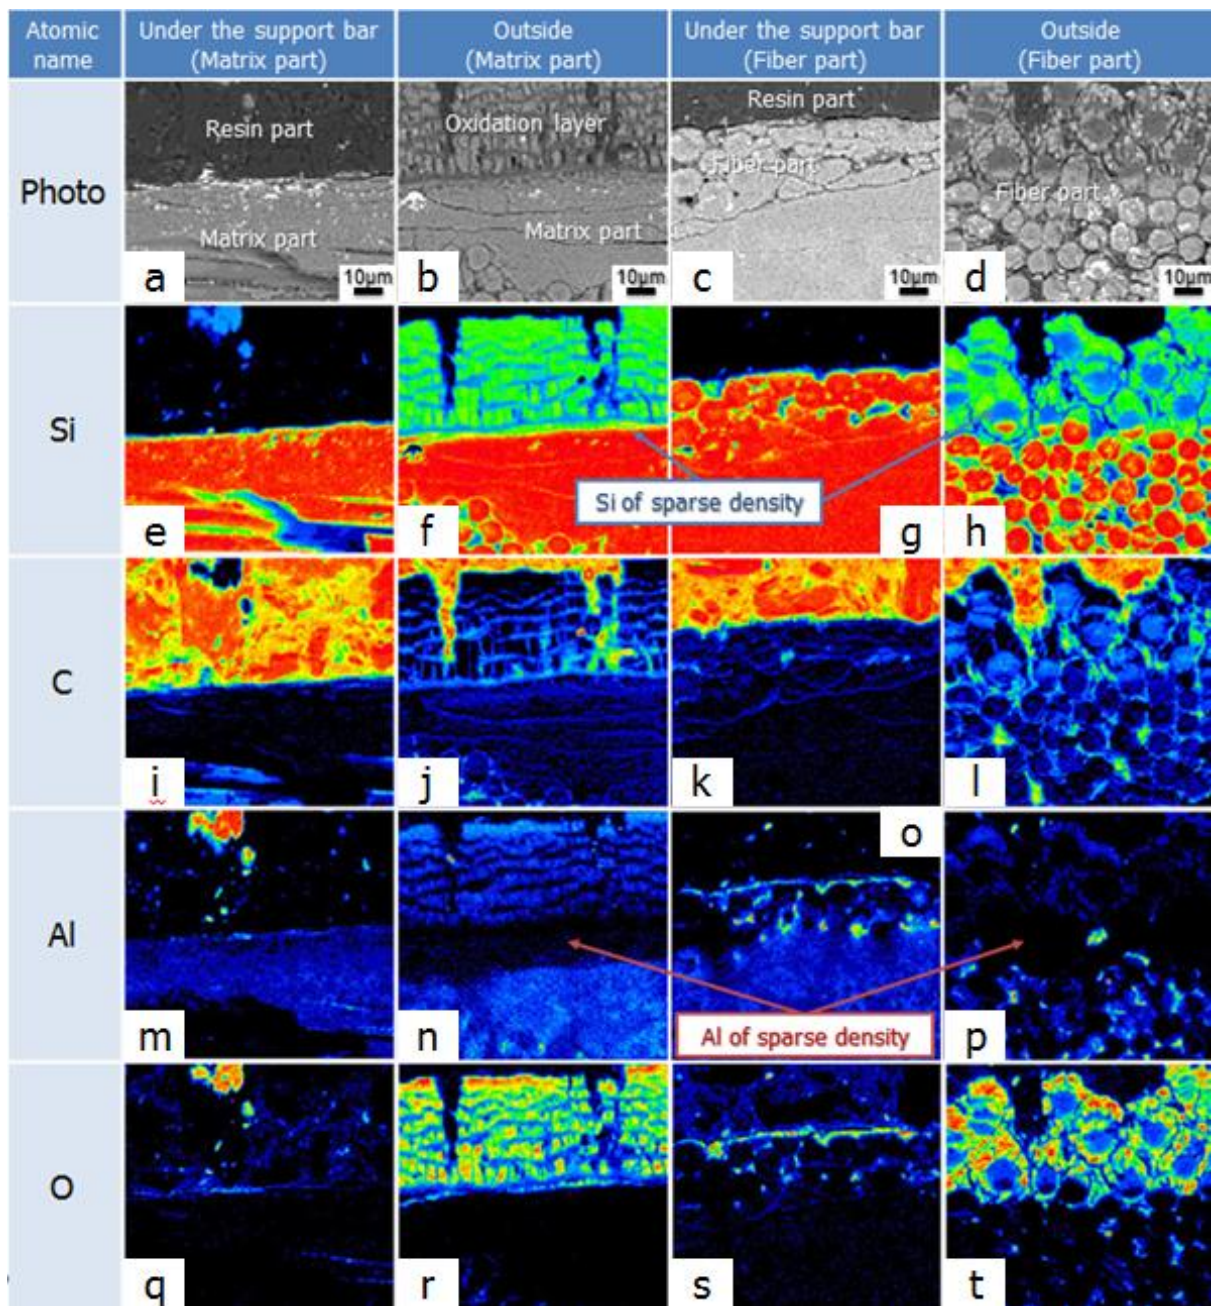 Atomic name
Under the support bar (Matrix part)
Outside (Matrix part)
Under the support bar (Fiber part)
Outside (Fiber part)
Photo
Resin part
Matrix part
10μm
a
Oxidation layer
Matrix part
10μm
b
Resin part
Fiber part
10μm
c
Fiber part
10μm
d
Si
Si of sparse density
e
f
g
h
C
i
j
k
l
Al
o
Al of sparse density
m
n
p
O
q
r
s
t